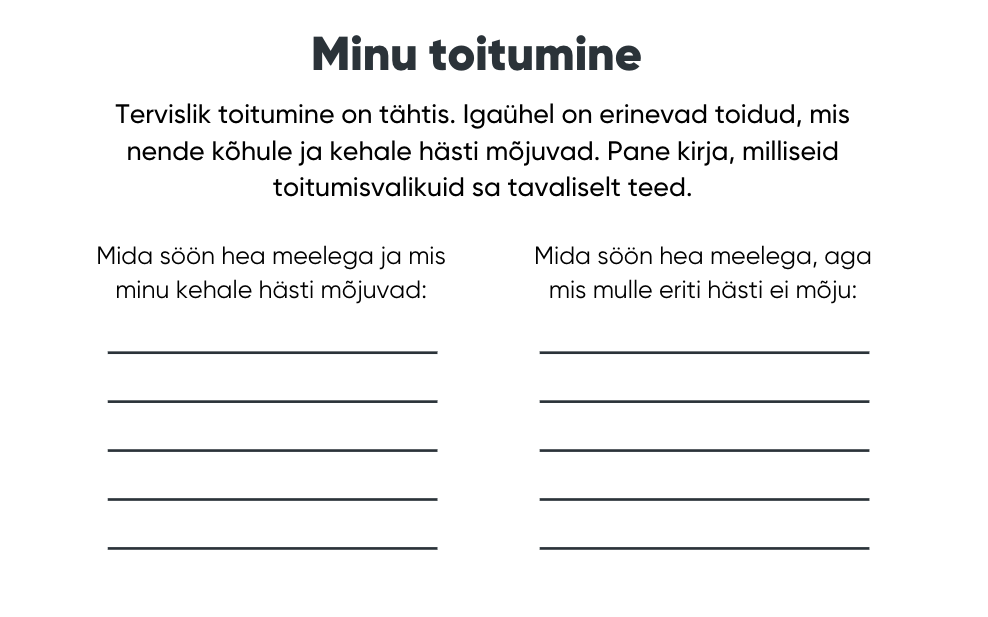 Minu toitumine
Tervislik toitumine on tähtis. Igaühel on erinevad toidud, mis
nende kõhule ja kehale hästi mõjuvad. Pane kirja, milliseid
toitumisvalikuid sa tavaliselt teed.
Mida söön hea meelega ja mis
minu kehale hästi mõjuvad:
Mida söön hea meelega, aga
mis mulle eriti hästi ei mõju: